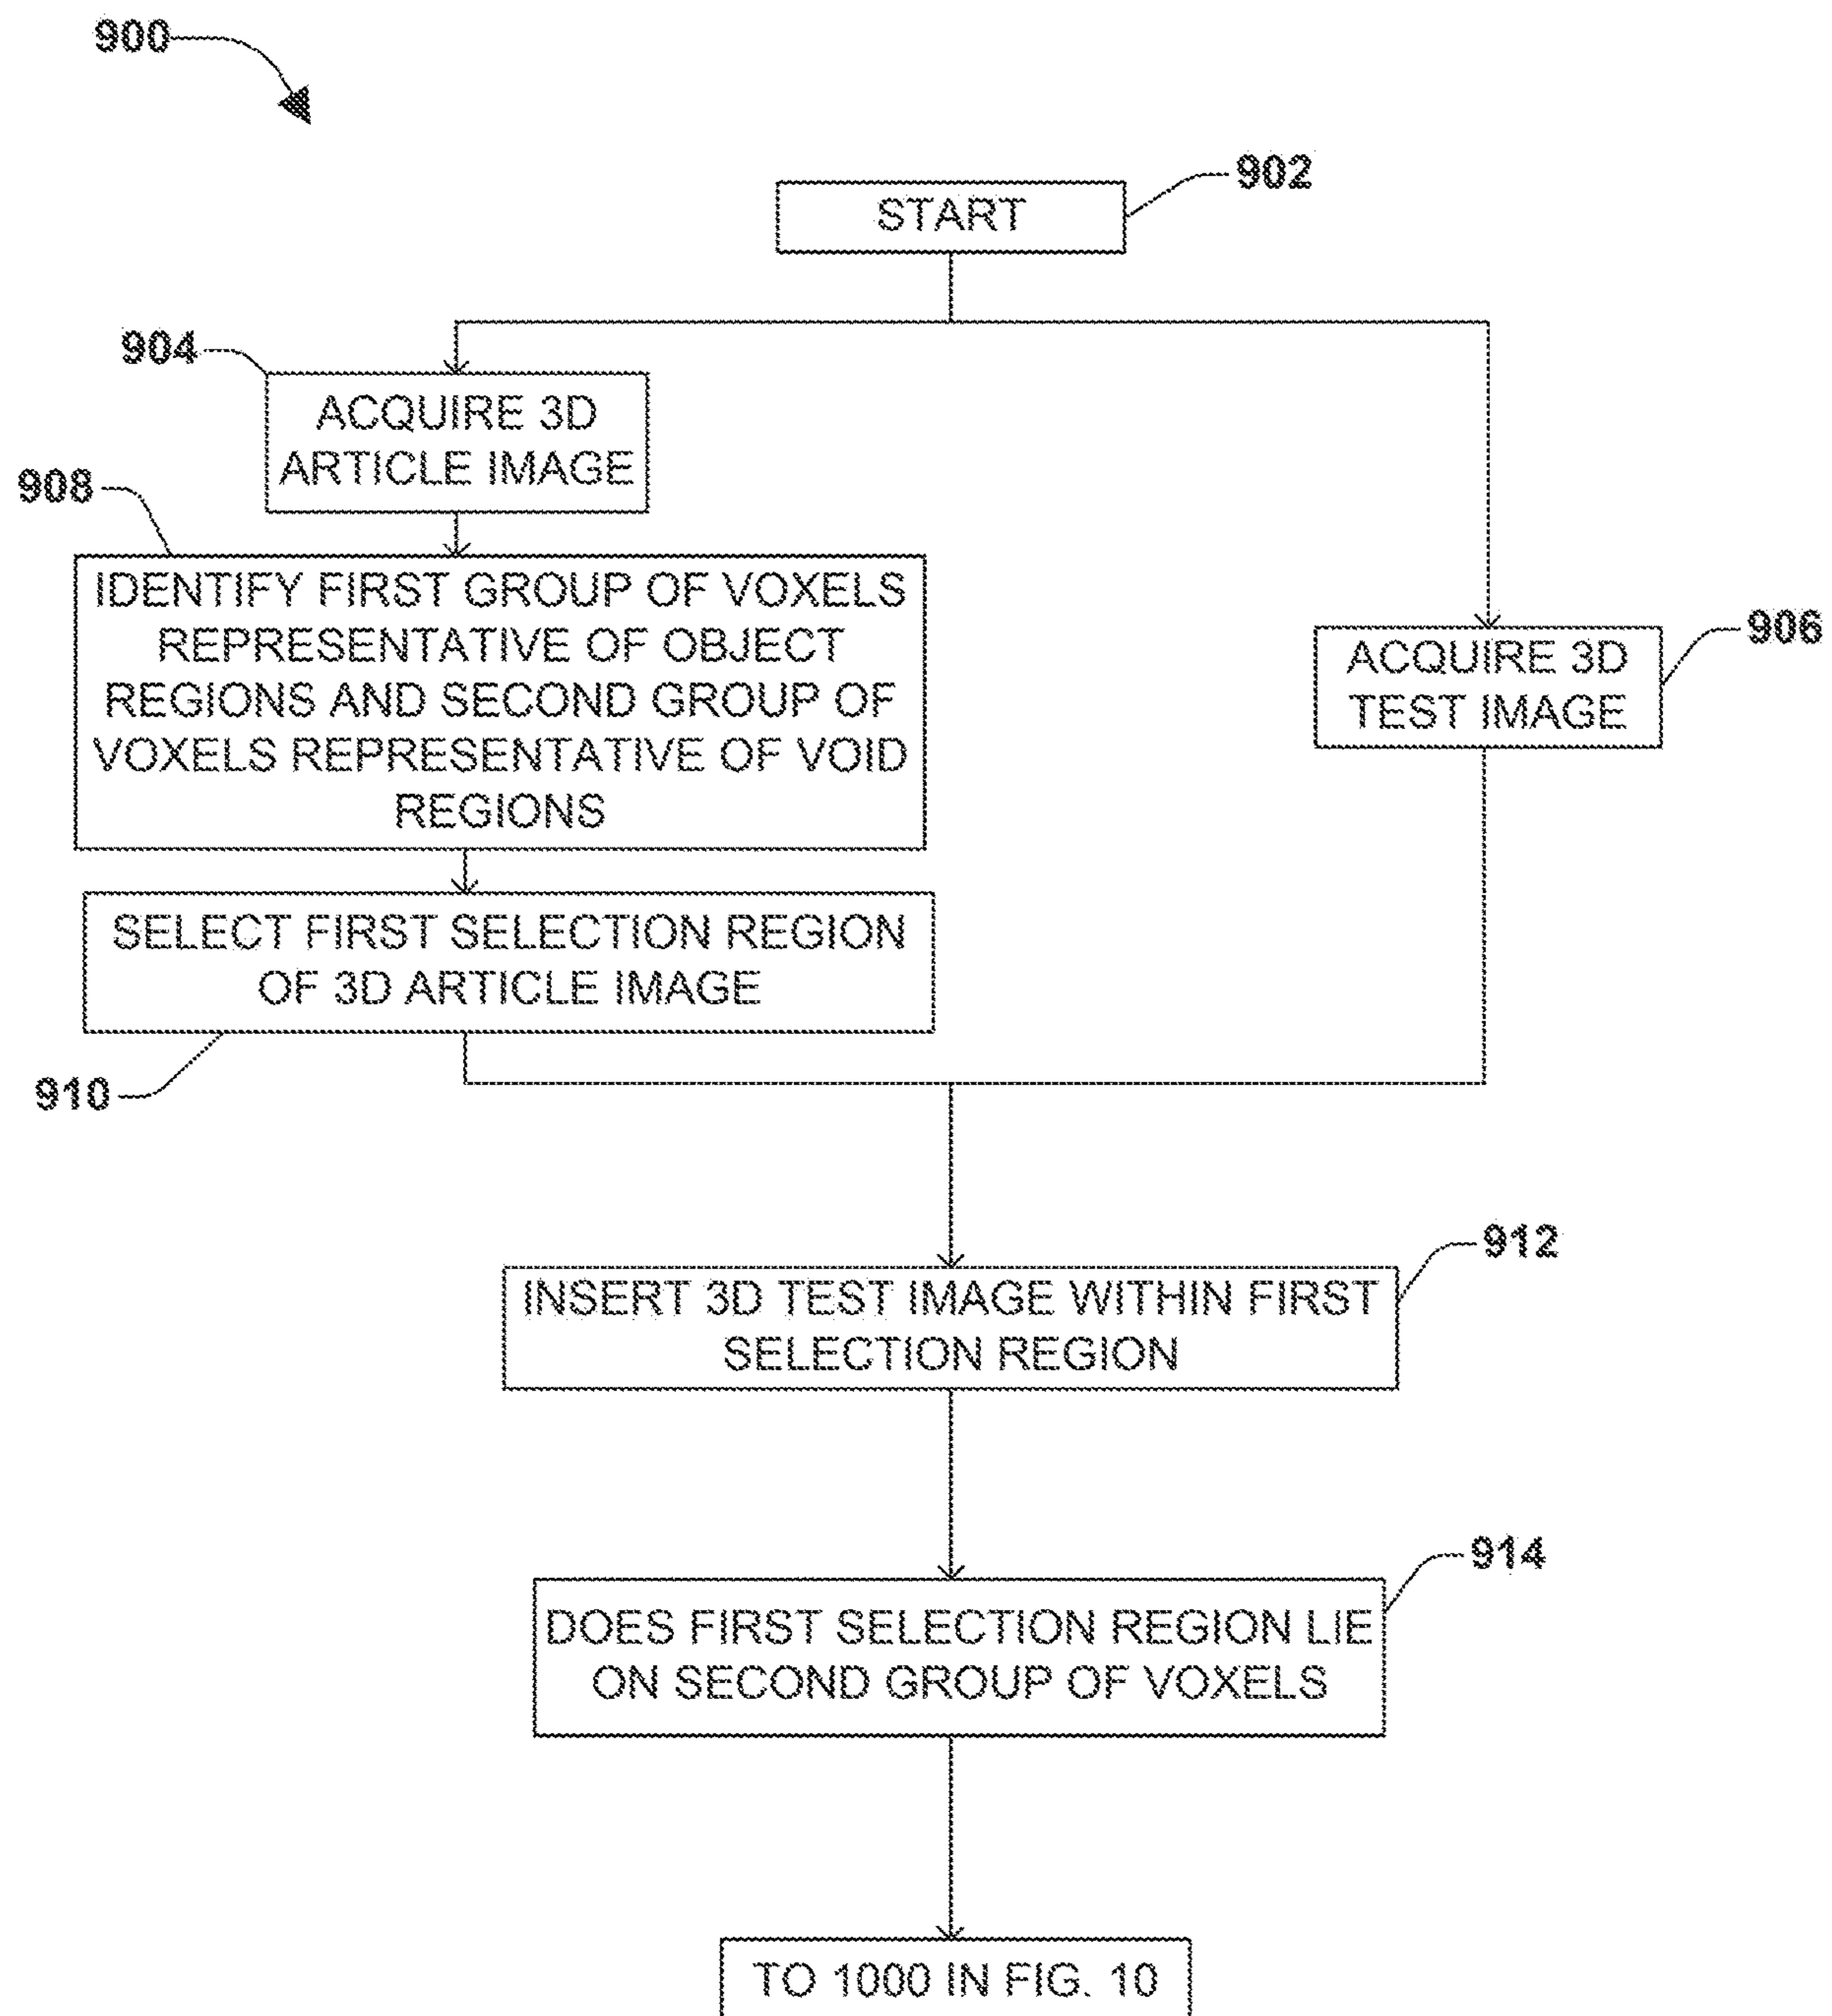 900
902
START
904
ACQUIRE 3D
ARTICLE IMAGE
908
IDENTIFY FIRST GROUP OF VOXELS
REPRESENTATIVE OF OBJECT
REGIONS AND SECOND GROUP OF
VOXELS REPRESENTATIVE OF VOID
REGIONS
906
ACQUIRE 3D
TEST IMAGE
SELECT FIRST SELECTION REGION
OF 3D ARTICLE IMAGE
910
912
INSERT 3D TEST IMAGE WITHIN FIRST
SELECTION REGION
914
DOES FIRST SELECTION REGION LIE
ON SECOND GROUP OF VOXELS
TO 1000 IN FIG. 10